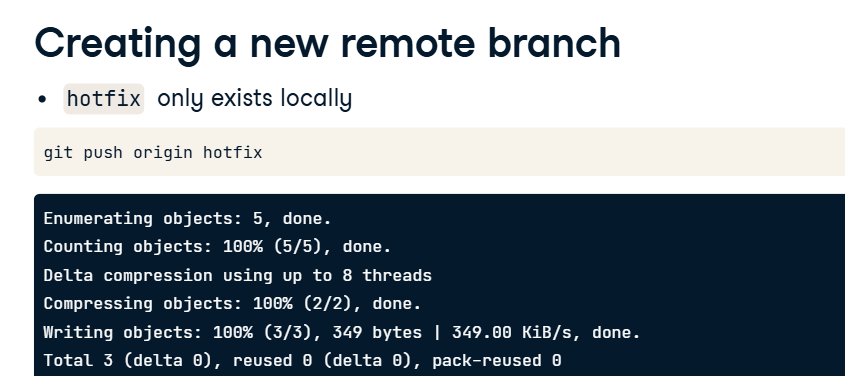 Creating a new remote branch
• hotfix only exists locally
git push origin hotfix
Enumerating objects: 5, done.
Counting objects: 100% (5/5), done.
Delta compression using up to 8 threads
Compressing objects: 100% (2/2), done.
Writing objects: 100% (3/3), 349 bytes | 349.00 KiB/s, done.
Total 3 (delta 0), reused 0 (delta 0), pack-reused 0